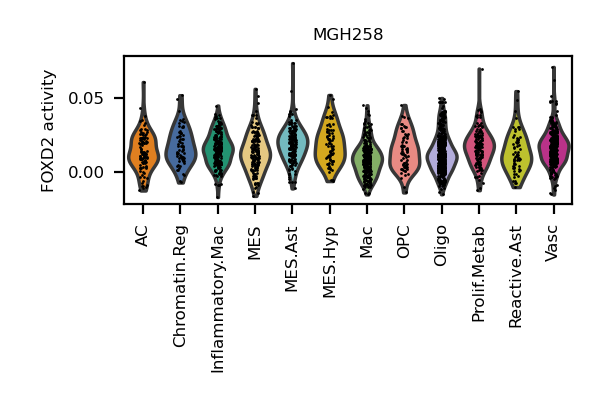 MGH258
FOXD2 activity
0.05
0.00
AC
Chromatin.Reg
Inflammatory.Mac
MES
MES.Ast
MES.Hyp
Mac
OPC
Oligo
Prolif.Metab
Reactive.Ast
Vasc